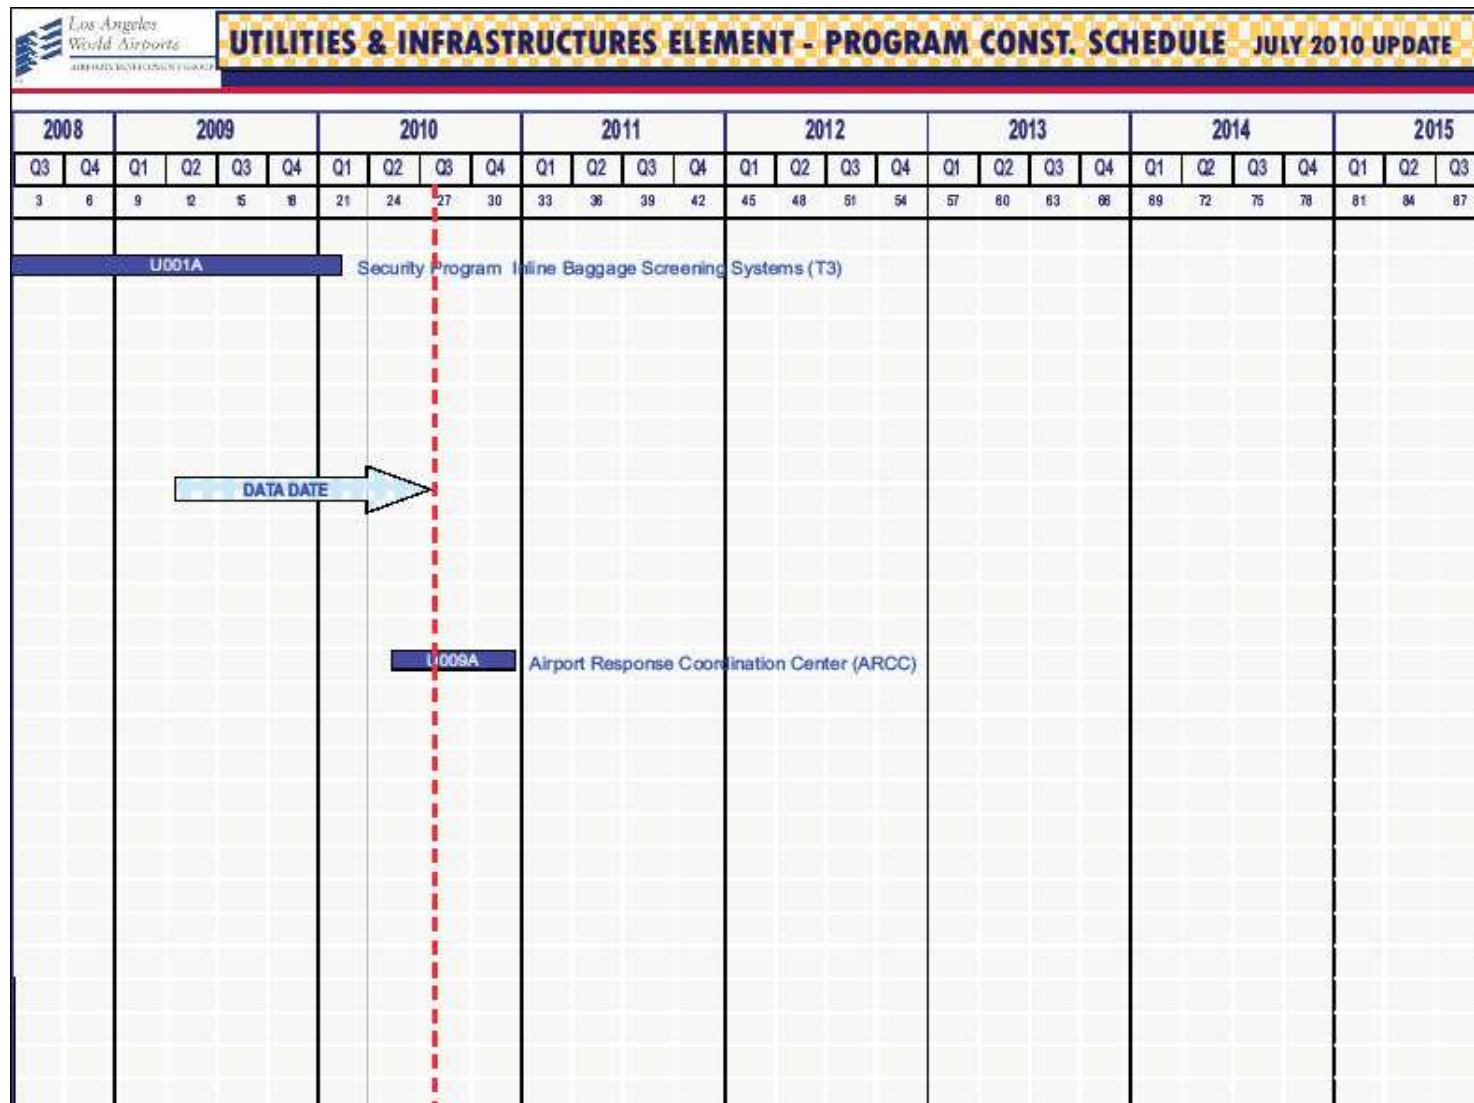 Los Angeles
World Airports
UTILITIES & INFRASTRUCTURES ELEMENT - PROGRAM CONST. SCHEDULE JULY 2010 UPDATE
2008 2009 2010 2011 2012 2013 2014 2015
Q3 Q4 Q1 Q2 Q3 Q4 Q1 Q2 Q3 Q4 Q1 Q2 Q3 Q4 Q1 Q2 Q3 Q4 Q1 Q2 Q3 Q4 Q1 Q2 Q3 Q4 Q1 Q2 Q3
3 6 9 12 15 18 21 24 27 30 33 36 39 42 45 48 51 54 57 60 63 66 69 72 75 78 81 84 87
U001A Security Program Inline Baggage Screening Systems (T3)
DATA DATE
U009A Airport Response Coordination Center (ARCC)